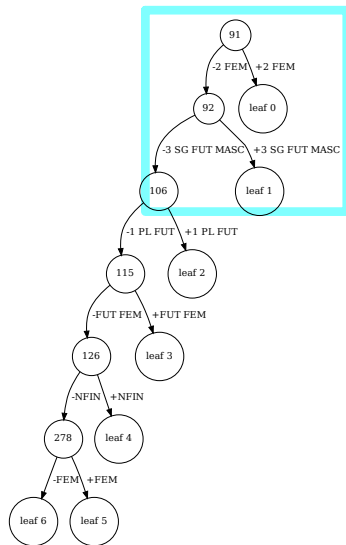 91
-2 FEM +2 FEM
leaf 0
92
-3 SG FUT MASC +3 SG FUT MASC
106 leaf 1
-1 PL FUT +1 PL FUT
115 leaf 2
-FUT FEM +FUT FEM
126 leaf 3
-NFIN +NFIN
278 leaf 4
-FEM +FEM
leaf 6 leaf 5